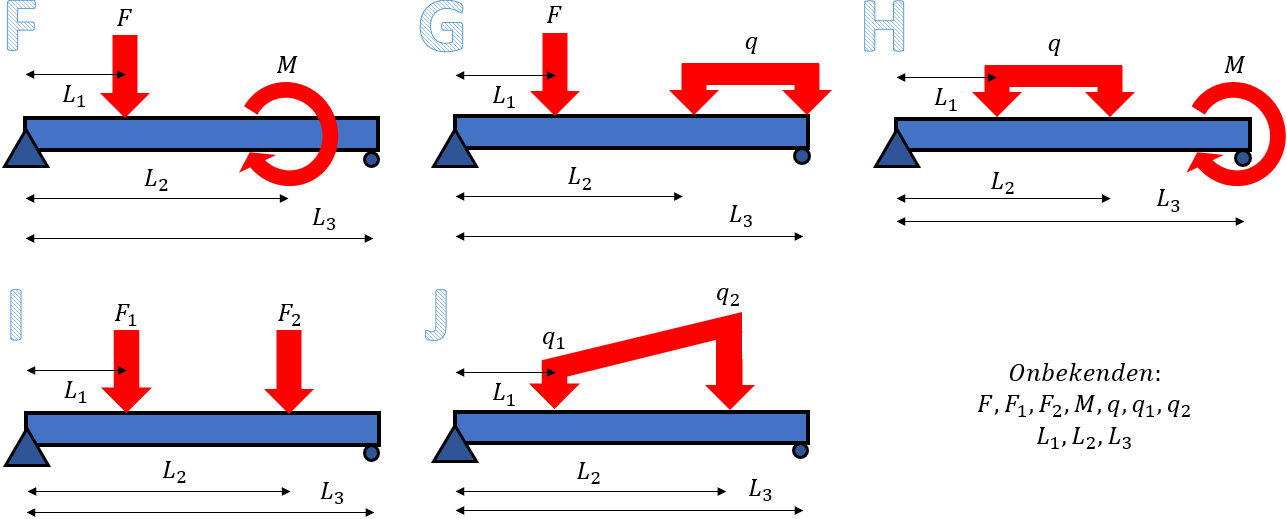 F
F
L₁
M
L₂
L₃
G
F
L₁
q
L₂
L₃
H
q
L₁
M
L₂
L₃
I
F₁
F₂
L₁
L₂
L₃
J
q₁
q₂
L₁
L₂
L₃
Onbekenden:
F, F₁, F₂, M, q, q₁, q₂
L₁, L₂, L₃